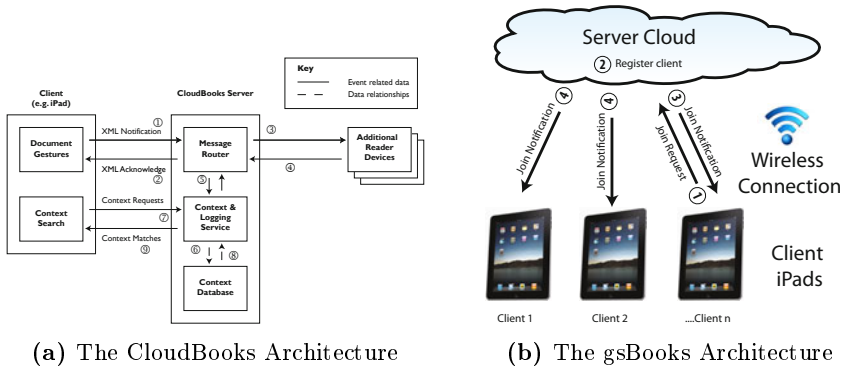 Key
Event related data
Data relationships
Client
(e.g. iPad)
CloudBooks Server
Document
Gestures
①
XML Notification
XML Acknowledge
②
Message
Router
③
④
Additional
Reader
Devices
⑤
Context
Search
Context Requests
⑦
Context Matches
⑨
Context &
Logging
Service
⑥
⑧
Context
Database
(a) The CloudBooks Architecture
Server Cloud
② Register client
④
Join Notification
④
Join Notification
③
Join Notification
Join Request
①
Wireless
Connection
Client
iPads
Client 1
Client 2
....Client n
(b) The gsBooks Architecture